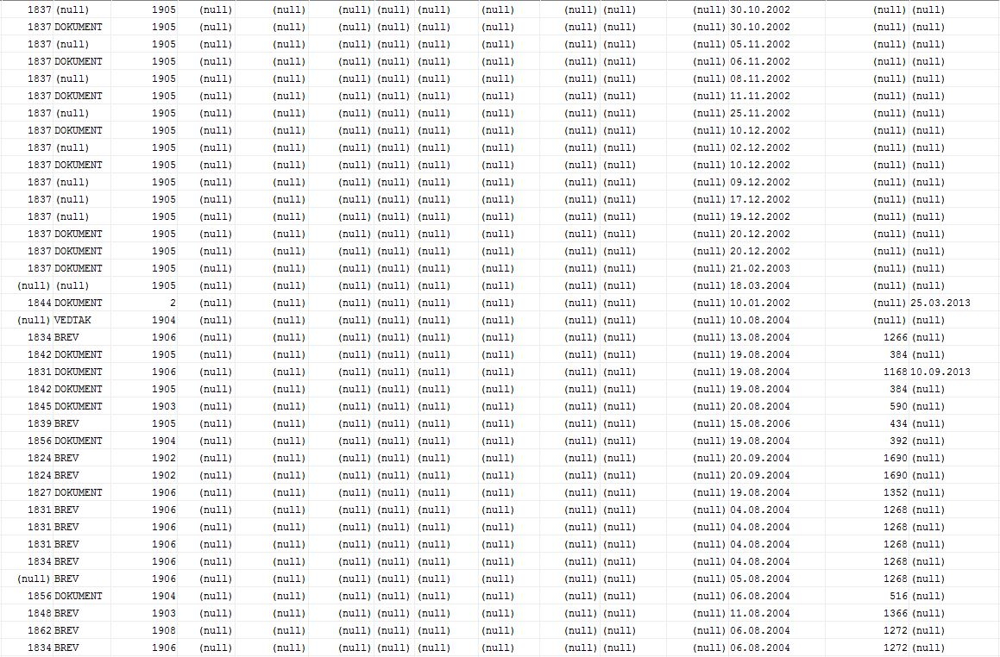 1837 (null) 1905 (null) (null) (null) (null) (null) (null) (null) (null) (null) 30.10.2002 (null) (null)
1837 DOKUMENT 1905 (null) (null) (null) (null) (null) (null) (null) (null) (null) 30.10.2002 (null) (null)
1837 (null) 1905 (null) (null) (null) (null) (null) (null) (null) (null) (null) 05.11.2002 (null) (null)
1837 DOKUMENT 1905 (null) (null) (null) (null) (null) (null) (null) (null) (null) 06.11.2002 (null) (null)
1837 (null) 1905 (null) (null) (null) (null) (null) (null) (null) (null) (null) 08.11.2002 (null) (null)
1837 DOKUMENT 1905 (null) (null) (null) (null) (null) (null) (null) (null) (null) 11.11.2002 (null) (null)
1837 (null) 1905 (null) (null) (null) (null) (null) (null) (null) (null) (null) 25.11.2002 (null) (null)
1837 DOKUMENT 1905 (null) (null) (null) (null) (null) (null) (null) (null) (null) 10.12.2002 (null) (null)
1837 (null) 1905 (null) (null) (null) (null) (null) (null) (null) (null) (null) 02.12.2002 (null) (null)
1837 DOKUMENT 1905 (null) (null) (null) (null) (null) (null) (null) (null) (null) 10.12.2002 (null) (null)
1837 (null) 1905 (null) (null) (null) (null) (null) (null) (null) (null) (null) 09.12.2002 (null) (null)
1837 (null) 1905 (null) (null) (null) (null) (null) (null) (null) (null) (null) 17.12.2002 (null) (null)
1837 (null) 1905 (null) (null) (null) (null) (null) (null) (null) (null) (null) 19.12.2002 (null) (null)
1837 DOKUMENT 1905 (null) (null) (null) (null) (null) (null) (null) (null) (null) 20.12.2002 (null) (null)
1837 DOKUMENT 1905 (null) (null) (null) (null) (null) (null) (null) (null) (null) 20.12.2002 (null) (null)
1837 DOKUMENT 1905 (null) (null) (null) (null) (null) (null) (null) (null) (null) 21.02.2003 (null) (null)
(null) (null) 1905 (null) (null) (null) (null) (null) (null) (null) (null) (null) 18.03.2004 (null) (null)
1844 DOKUMENT 2 (null) (null) (null) (null) (null) (null) (null) (null) (null) 10.01.2002 (null) 25.03.2013
(null) VEDTAK 1904 (null) (null) (null) (null) (null) (null) (null) (null) (null) 10.08.2004 (null) (null)
1834 BREV 1906 (null) (null) (null) (null) (null) (null) (null) (null) (null) 13.08.2004 1266 (null)
1842 DOKUMENT 1905 (null) (null) (null) (null) (null) (null) (null) (null) (null) 19.08.2004 384 (null)
1831 DOKUMENT 1906 (null) (null) (null) (null) (null) (null) (null) (null) (null) 19.08.2004 1168 10.09.2013
1842 DOKUMENT 1905 (null) (null) (null) (null) (null) (null) (null) (null) (null) 19.08.2004 384 (null)
1845 DOKUMENT 1903 (null) (null) (null) (null) (null) (null) (null) (null) (null) 20.08.2004 590 (null)
1839 BREV 1905 (null) (null) (null) (null) (null) (null) (null) (null) (null) 15.08.2006 434 (null)
1856 DOKUMENT 1904 (null) (null) (null) (null) (null) (null) (null) (null) (null) 19.08.2004 392 (null)
1824 BREV 1902 (null) (null) (null) (null) (null) (null) (null) (null) (null) 20.09.2004 1690 (null)
1824 BREV 1902 (null) (null) (null) (null) (null) (null) (null) (null) (null) 20.09.2004 1690 (null)
1827 DOKUMENT 1906 (null) (null) (null) (null) (null) (null) (null) (null) (null) 19.08.2004 1352 (null)
1831 BREV 1906 (null) (null) (null) (null) (null) (null) (null) (null) (null) 04.08.2004 1268 (null)
1831 BREV 1906 (null) (null) (null) (null) (null) (null) (null) (null) (null) 04.08.2004 1268 (null)
1831 BREV 1906 (null) (null) (null) (null) (null) (null) (null) (null) (null) 04.08.2004 1268 (null)
1834 BREV 1906 (null) (null) (null) (null) (null) (null) (null) (null) (null) 04.08.2004 1268 (null)
(null) BREV 1906 (null) (null) (null) (null) (null) (null) (null) (null) (null) 05.08.2004 1268 (null)
1856 DOKUMENT 1904 (null) (null) (null) (null) (null) (null) (null) (null) (null) 06.08.2004 516 (null)
1848 BREV 1903 (null) (null) (null) (null) (null) (null) (null) (null) (null) 11.08.2004 1366 (null)
1862 BREV 1908 (null) (null) (null) (null) (null) (null) (null) (null) (null) 06.08.2004 1272 (null)
1834 BREV 1906 (null) (null) (null) (null) (null) (null) (null) (null) (null) 06.08.2004 1272 (null)